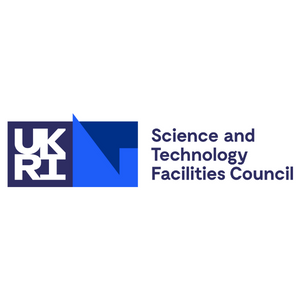 UK
RI
Science and
Technology
Facilities Council